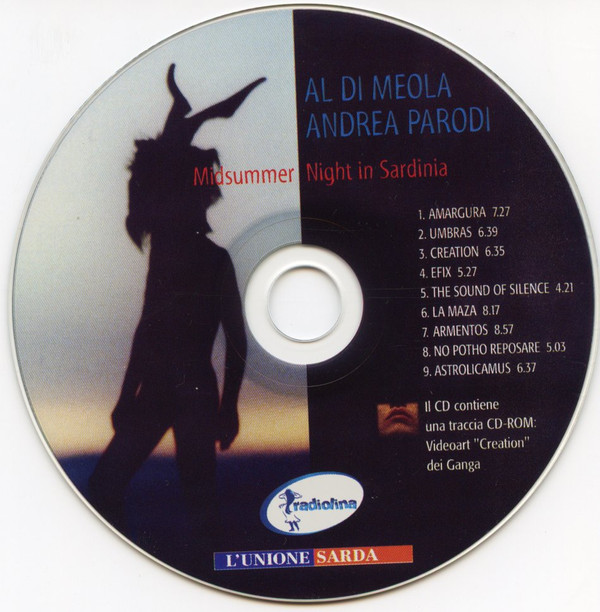 AL DI MEOLA
ANDREA PARODI
Midsummer Night in Sardinia
1. AMARGURA 7.27
2. UMBRAS 6.39
3. CREATION 6.35
4. EFIX 5.27
5. THE SOUND OF SILENCE 4.21
6. LA MAZA 8.17
7. ARMENTOS 8.57
8. NO POTHO REPOSARE 5.03
9. ASTROLICAMUS 6.37
Il CD contiene
una traccia CD-ROM:
Videoart "Creation"
dei Ganga
radiolina
L'UNIONE SARDA